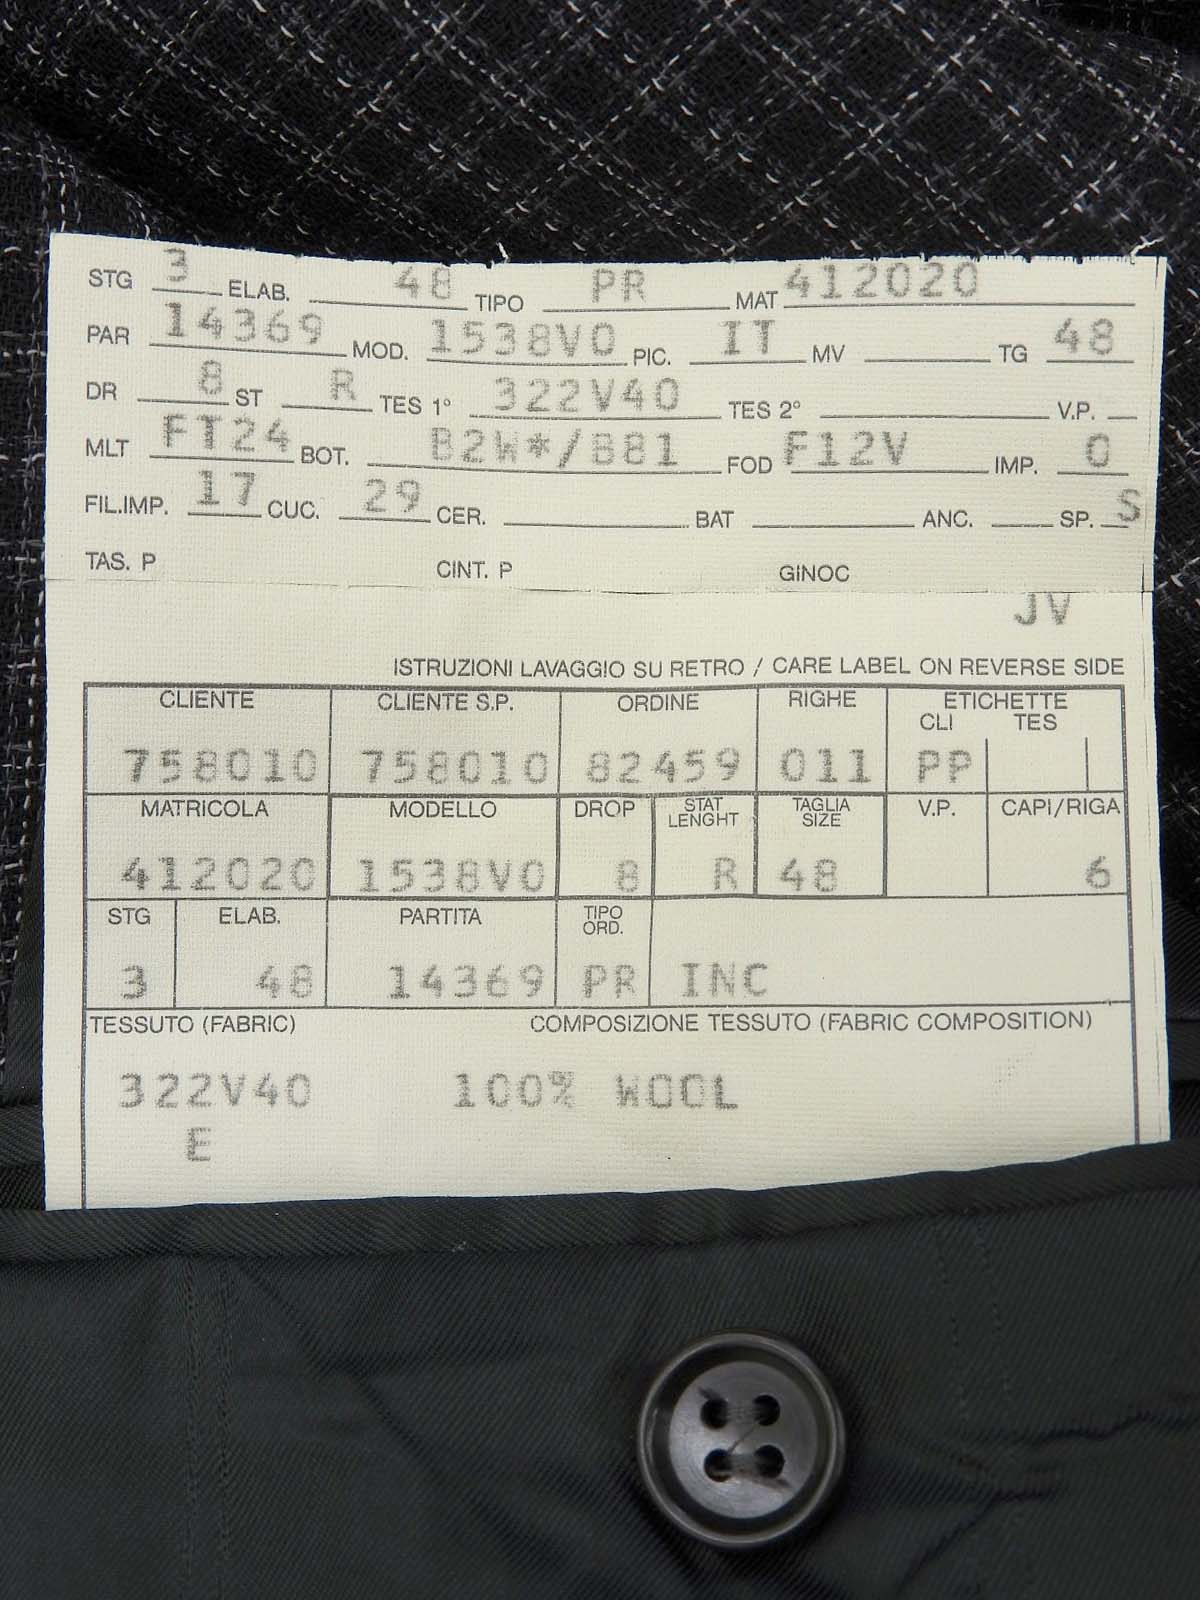 STG 3 ELAB. 48 TIPO PR MAT 412020
PAR 14369 MOD. 1538V0 PIC. IT MV TG 48
DR 8 ST R TES 1° 322V40 TES 2° V.P.
MLT FT24 BOT. B2W*/B81 FOD F12V IMP. 0
FIL.IMP. 17 CUC. 29 CER. BAT ANC. SP. S
TAS. P CINT. P GINOC
JV
ISTRUZIONI LAVAGGIO SU RETRO / CARE LABEL ON REVERSE SIDE
CLIENTE CLIENTE S.P. ORDINE RIGHE ETICHETTE
CLI TES
758010 758010 82459 011 PP
MATRICOLA MODELLO DROP STAT LENGHT TAGLIA SIZE V.P. CAPI/RIGA
412020 1538V0 8 R 48 6
STG ELAB. PARTITA TIPO ORD.
3 48 14369 PR INC
TESSUTO (FABRIC) COMPOSIZIONE TESSUTO (FABRIC COMPOSITION)
322V40 100% WOOL
E